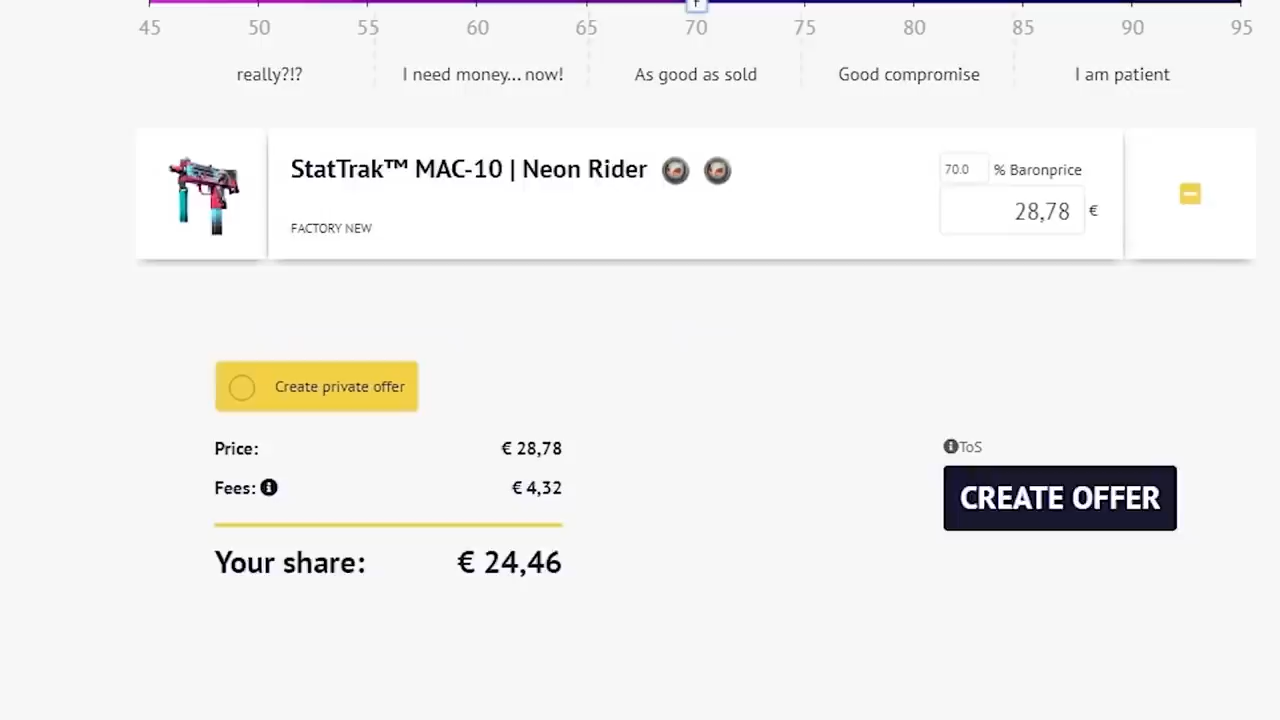 45 50 55 60 65 70 75 80 85 90 95
really?!? I need money... now! As good as sold Good compromise I am patient
StatTrak™ MAC-10 | Neon Rider
70.0 % Baronprice
28,78 €
FACTORY NEW
Create private offer
Price: € 28,78
Fees: € 4,32
Your share: € 24,46
ToS
CREATE OFFER